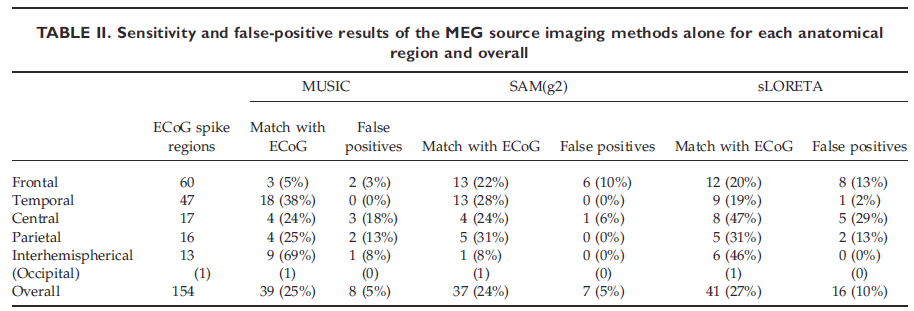 TABLE II. Sensitivity and false-positive results of the MEG source imaging methods alone for each anatomical
region and overall
MUSIC SAM(g2) sLORETA
ECoG spike regions Match with ECoG False positives Match with ECoG False positives Match with ECoG False positives
Frontal 60 3 (5%) 2 (3%) 13 (22%) 6 (10%) 12 (20%) 8 (13%)
Temporal 47 18 (38%) 0 (0%) 13 (28%) 0 (0%) 9 (19%) 1 (2%)
Central 17 4 (24%) 3 (18%) 4 (24%) 1 (6%) 8 (47%) 5 (29%)
Parietal 16 4 (25%) 2 (13%) 5 (31%) 0 (0%) 5 (31%) 2 (13%)
Interhemispherical 13 9 (69%) 1 (8%) 1 (8%) 0 (0%) 6 (46%) 0 (0%)
(Occipital) (1) (1) (0) (1) (0) (1) (0)
Overall 154 39 (25%) 8 (5%) 37 (24%) 7 (5%) 41 (27%) 16 (10%)